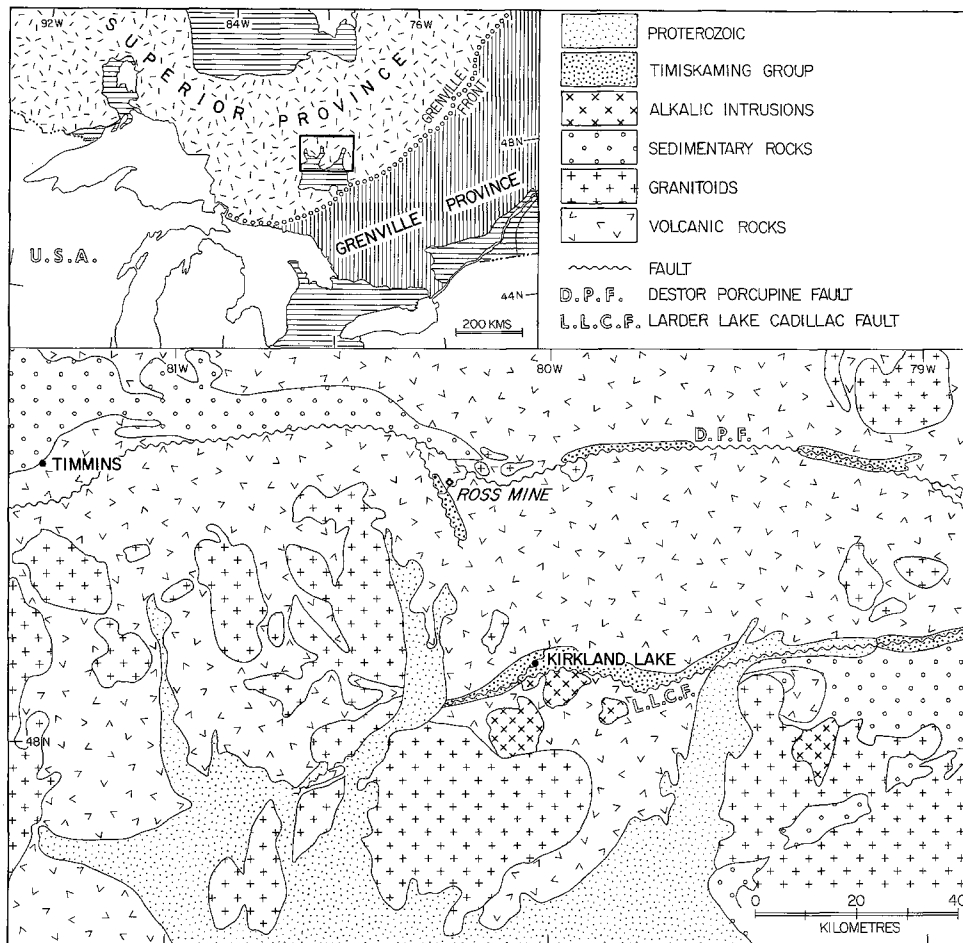 92W
84W
76W
SUPERIOR PROVINCE
GRENVILLE FRONT
48N
GRENVILLE PROVINCE
U.S.A.
44N
200 KMS
PROTEROZOIC
TIMISKAMING GROUP
ALKALIC INTRUSIONS
SEDIMENTARY ROCKS
GRANITOIDS
VOLCANIC ROCKS
FAULT
D.P.F. DESTOR PORCUPINE FAULT
L.L.C.F. LARDER LAKE CADILLAC FAULT
81W
80W
79W
D.P.F.
TIMMINS
ROSS MINE
KIRKLAND LAKE
L.L.C.F.
48N
0 20 40
KILOMETRES